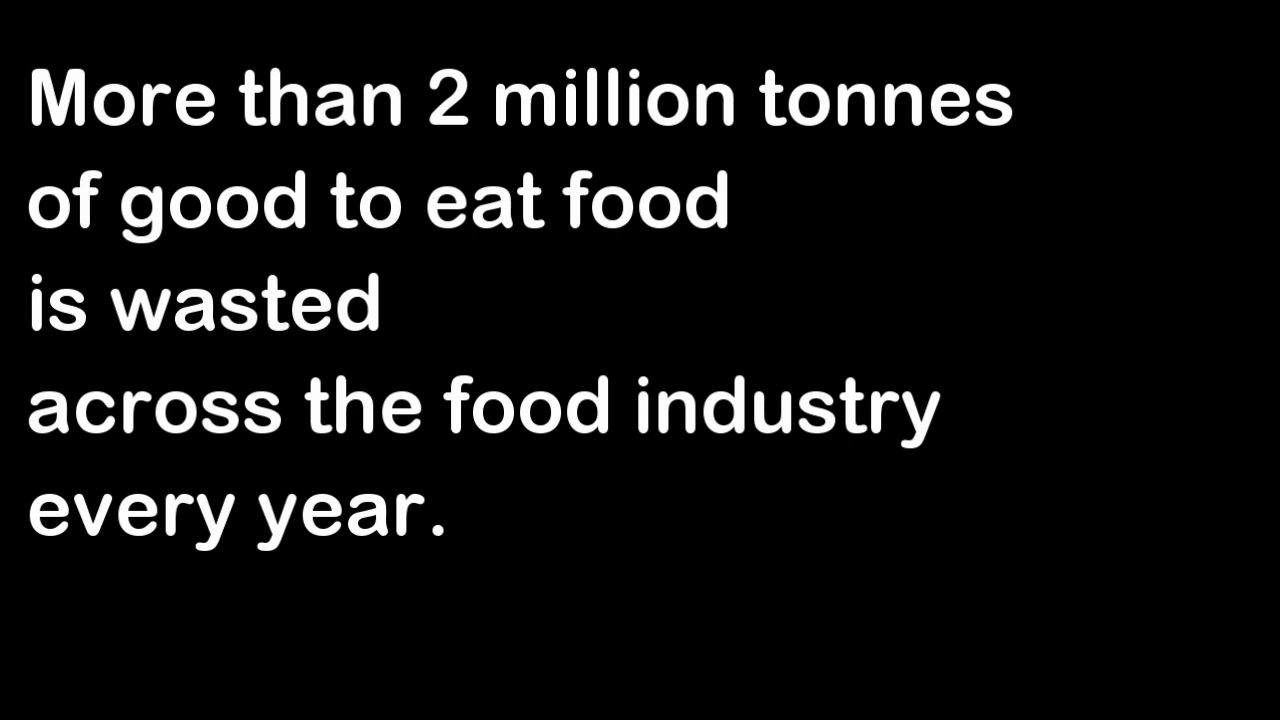 More than 2 million tonnes
of good to eat food
is wasted
across the food industry
every year.